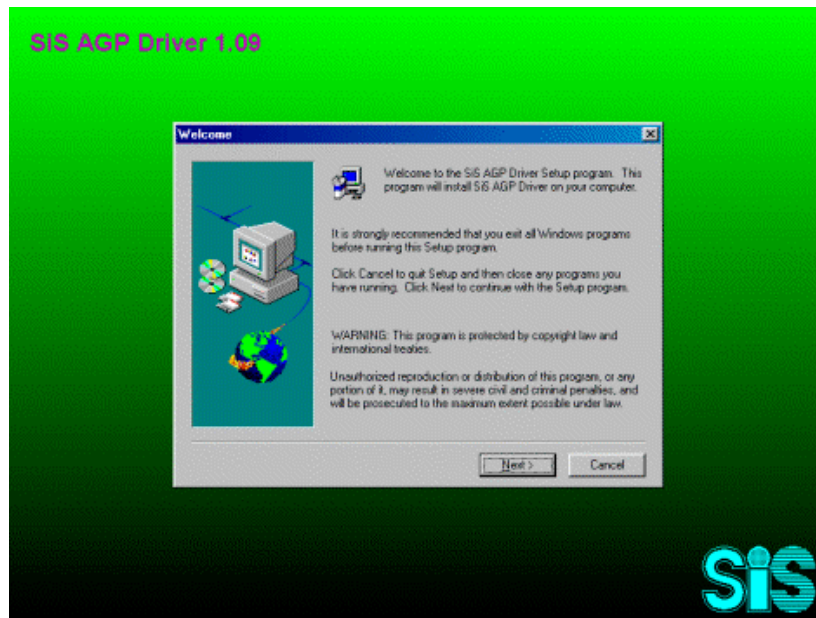 SiS AGP Driver 1.09
Welcome
Welcome to the SiS AGP Driver Setup program. This
program will install SiS AGP Driver on your computer.
It is strongly recommended that you exit all Windows programs
before running this Setup program.
Click Cancel to quit Setup and then close any programs you
have running. Click Next to continue with the Setup program.
WARNING: This program is protected by copyright law and
international treaties.
Unauthorized reproduction or distribution of this program, or any
portion of it, may result in severe civil and criminal penalties, and
will be prosecuted to the maximum extent possible under law.
Next > Cancel
SiS